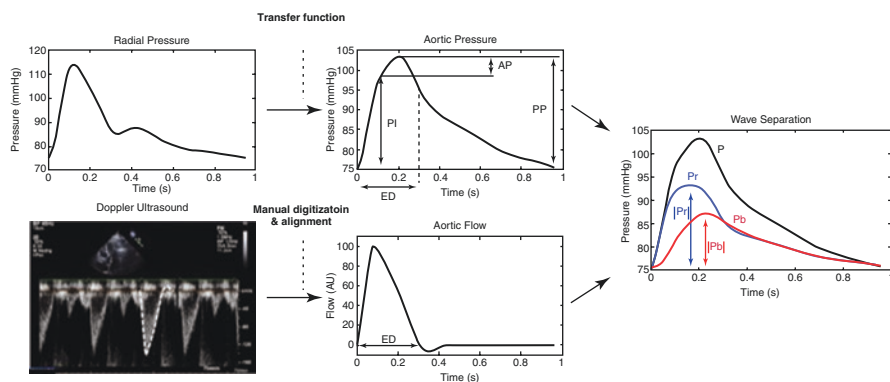 Transfer function
Radial Pressure
Pressure (mmHg)
120
110
100
90
80
70
0
0.2
0.4
0.6
0.8
1
Time (s)
Aortic Pressure
Pressure (mmHg)
105
100
95
90
85
80
75
AP
PI
PP
0
0.2
0.4
0.6
0.8
1
Time (s)
ED
Doppler Ultrasound
Manual digitizatoin
& alignment
Aortic Flow
Flow (AU)
100
80
60
40
20
0
ED
0
0.2
0.4
0.6
0.8
1
Time (s)
Wave Separation
Pressure (mmHg)
105
100
95
90
85
80
75
P
Pr
Pb
|Pr|
|Pb|
0
0.2
0.4
0.6
0.8
1
Time (s)